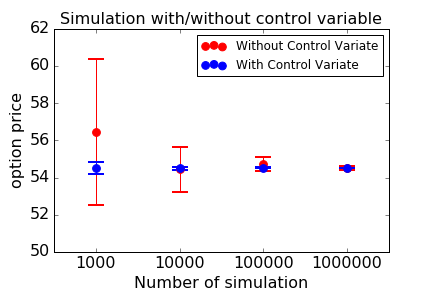 Simulation with/without control variable
Without Control Variate
With Control Variate
option price
62
60
58
56
54
52
50
1000 10000 100000 1000000
Number of simulation